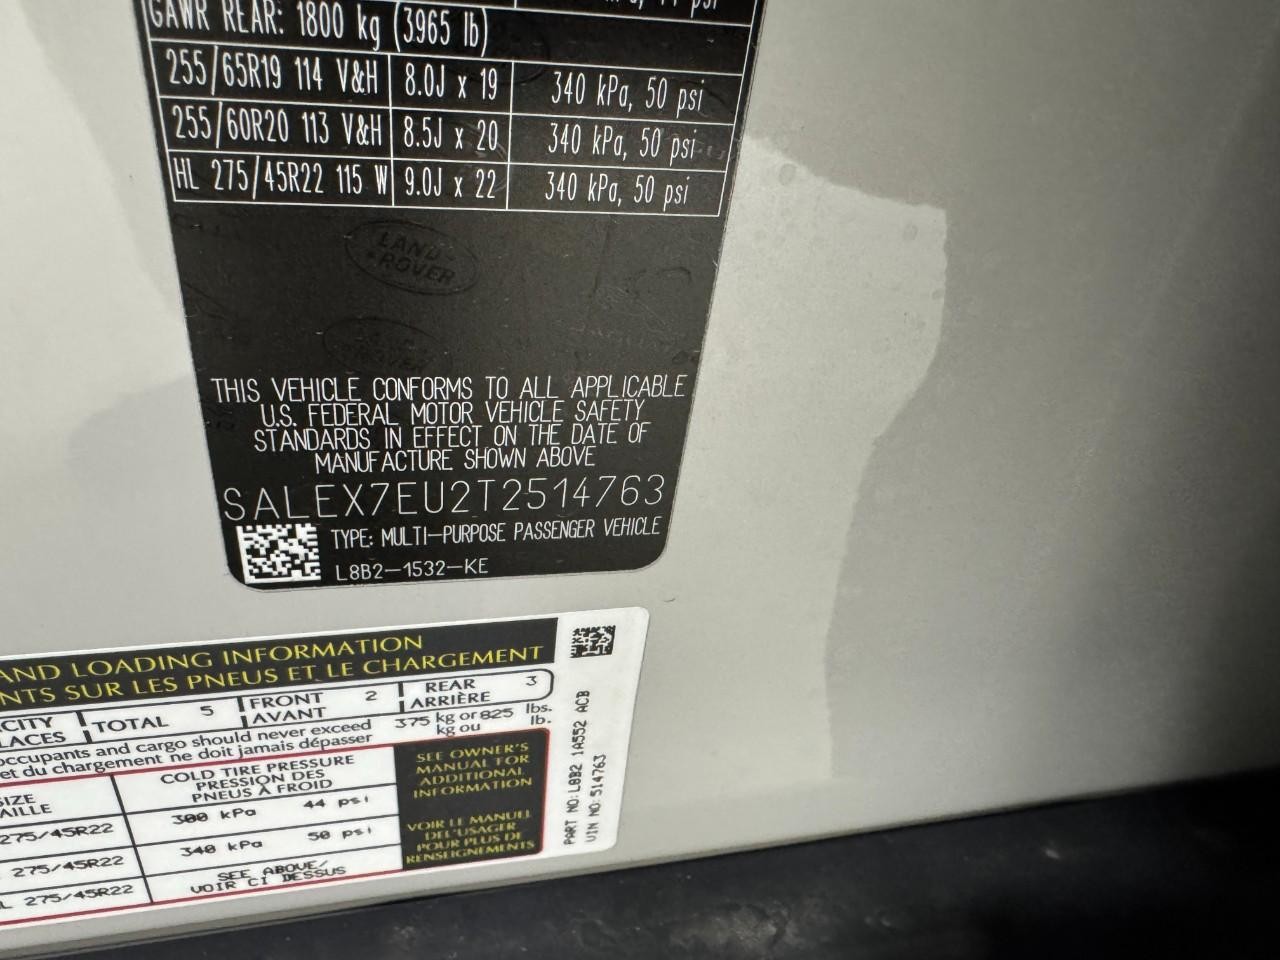 GAWR REAR: 1800 kg (3965 lb)
255/65R19 114 V&H 8.0J x 19 340 kPa, 50 psi
255/60R20 113 V&H 8.5J x 20 340 kPa, 50 psi
HL 275/45R22 115 W 9.0J x 22 340 kPa, 50 psi
LAND-
ROVER
THIS VEHICLE CONFORMS TO ALL APPLICABLE
U.S. FEDERAL MOTOR VEHICLE SAFETY
STANDARDS IN EFFECT ON THE DATE OF
MANUFACTURE SHOWN ABOVE
SALEX7EU2T2514763
TYPE: MULTI-PURPOSE PASSENGER VEHICLE
L8B2-1532-KE
AND LOADING INFORMATION
NTS SUR LES PNEUS ET LE CHARGEMENT
CITY TOTAL 5 FRONT 2 REAR 3
LACES AVANT ARRIÈRE
occupants and cargo should never exceed 375 kg or 825 lbs.
et du chargement ne doit jamais dépasser kg ou lb.
SIZE COLD TIRE PRESSURE
AILLE PRESSION DES
PNEUS À FROID
275/45R22 300 kPa 44 psi
275/45R22 340 kPa 50 psi
L 275/45R22 SEE ABOVE/
VOIR CI DESSUS
SEE OWNER'S
MANUAL FOR
ADDITIONAL
INFORMATION
VOIR LE MANUEL
DE L'USAGER
POUR PLUS DE
RENSEIGNEMENTS
PART NO: L8B2 1A552 ACB
VIN NO: 514763